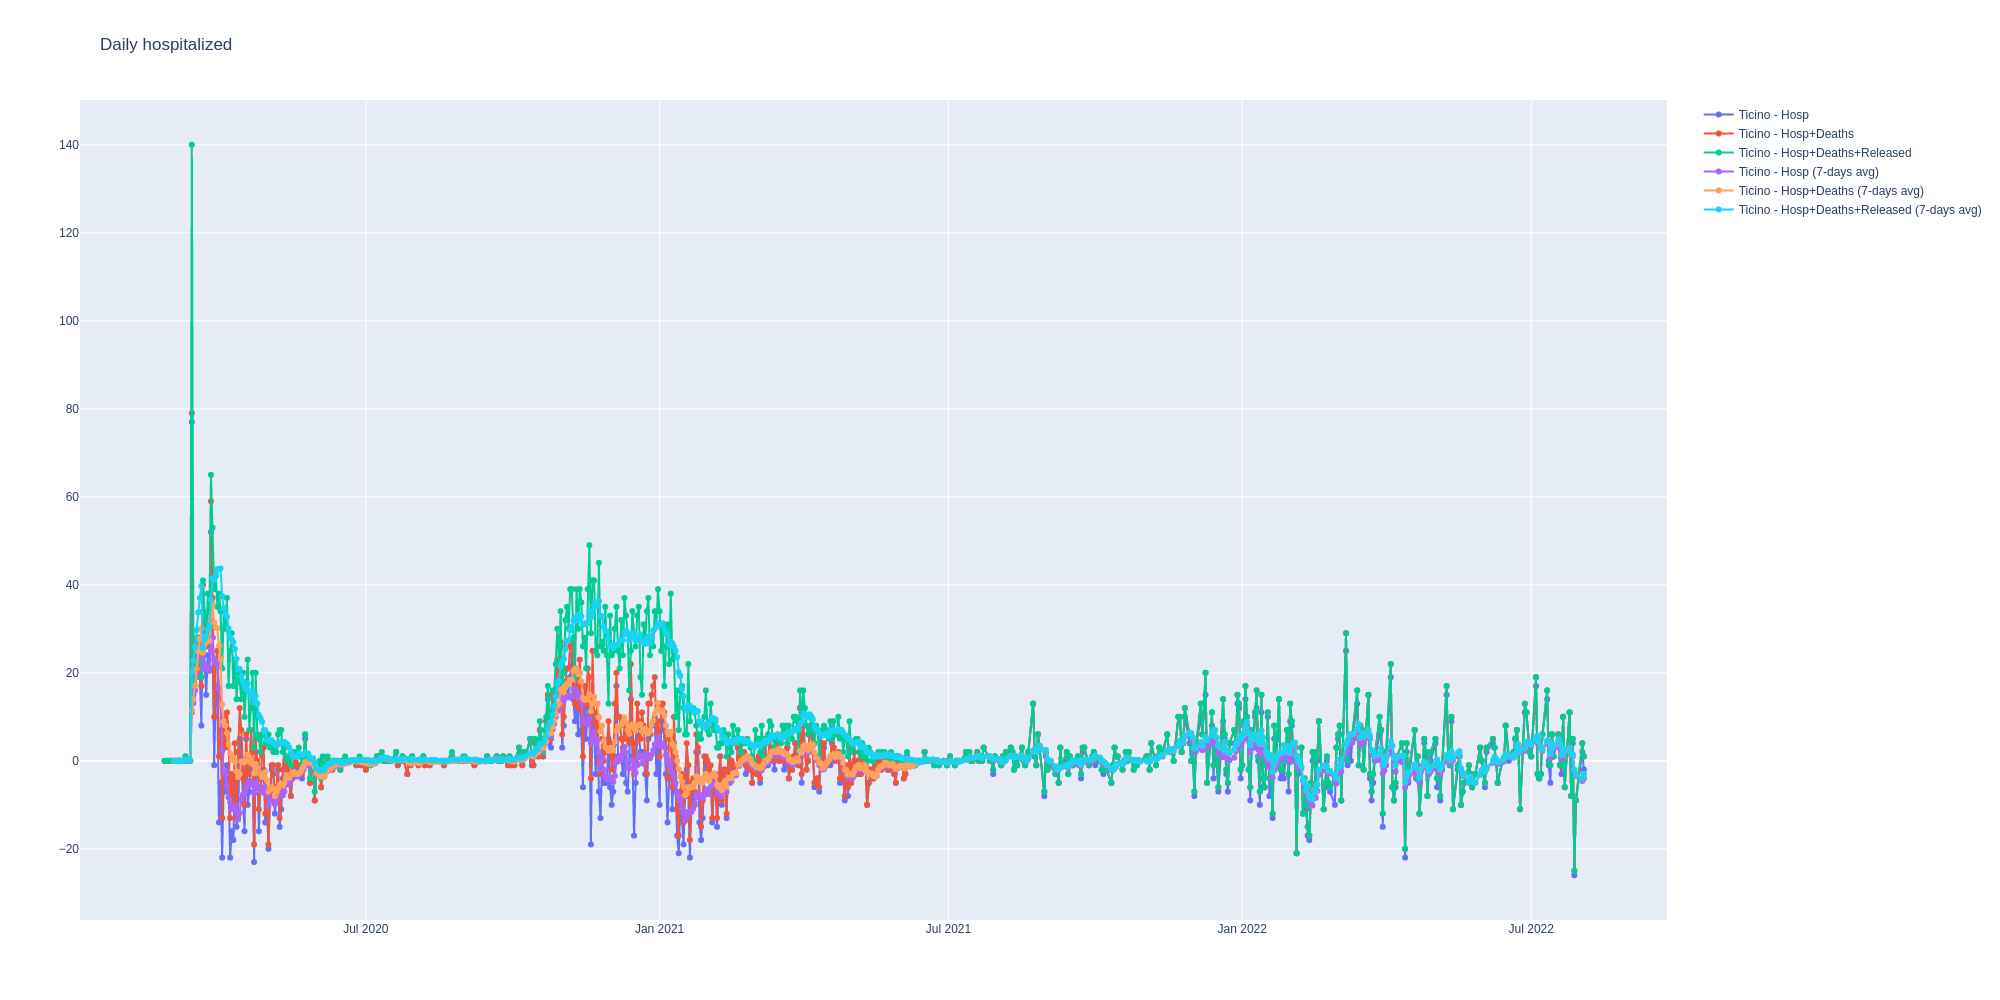 Daily hospitalized
140
120
100
80
60
40
20
0
−20
Jul 2020
Jan 2021
Jul 2021
Jan 2022
Jul 2022
Ticino - Hosp
Ticino - Hosp+Deaths
Ticino - Hosp+Deaths+Released
Ticino - Hosp (7-days avg)
Ticino - Hosp+Deaths (7-days avg)
Ticino - Hosp+Deaths+Released (7-days avg)